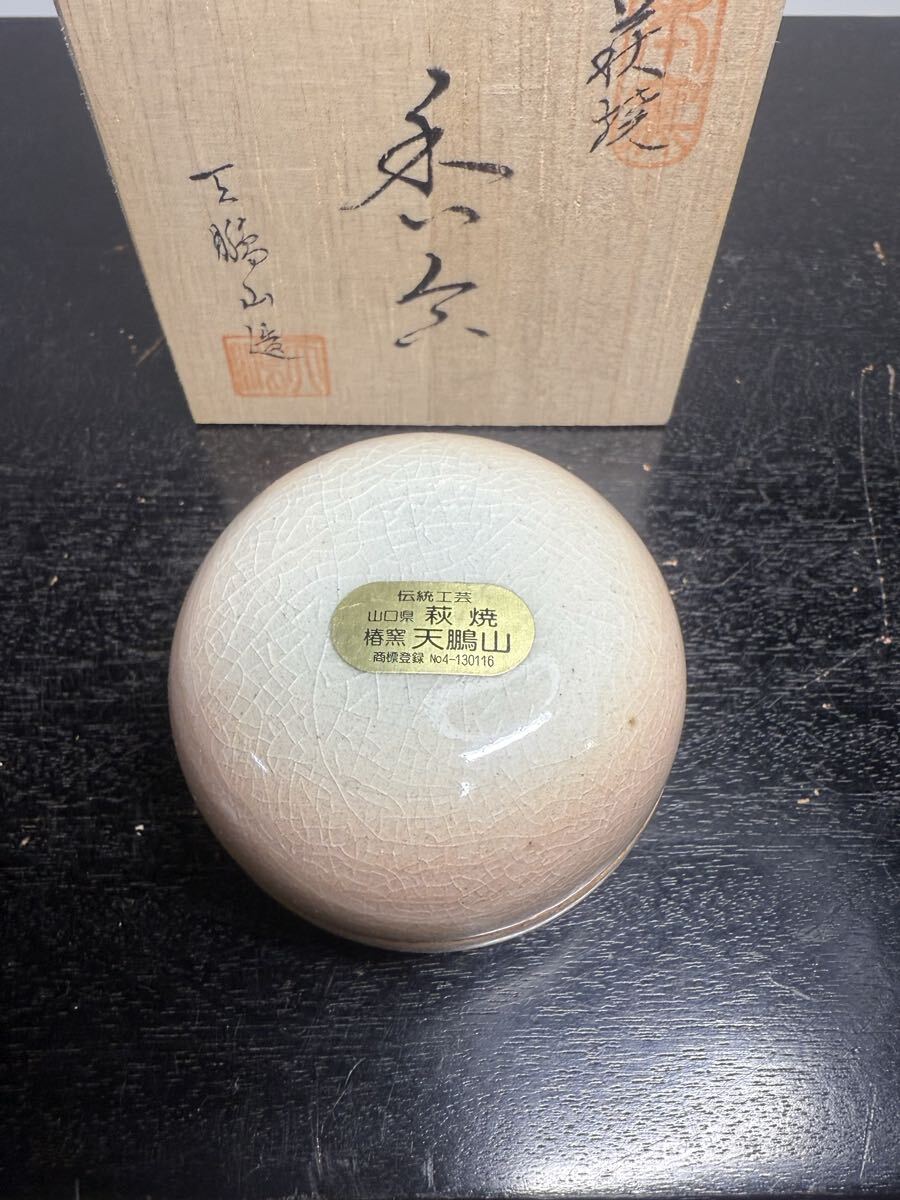 萩焼
香合
天鵬山造
伝統工芸
山口県 萩焼
椿窯 天鵬山
商標登録 No4-130116